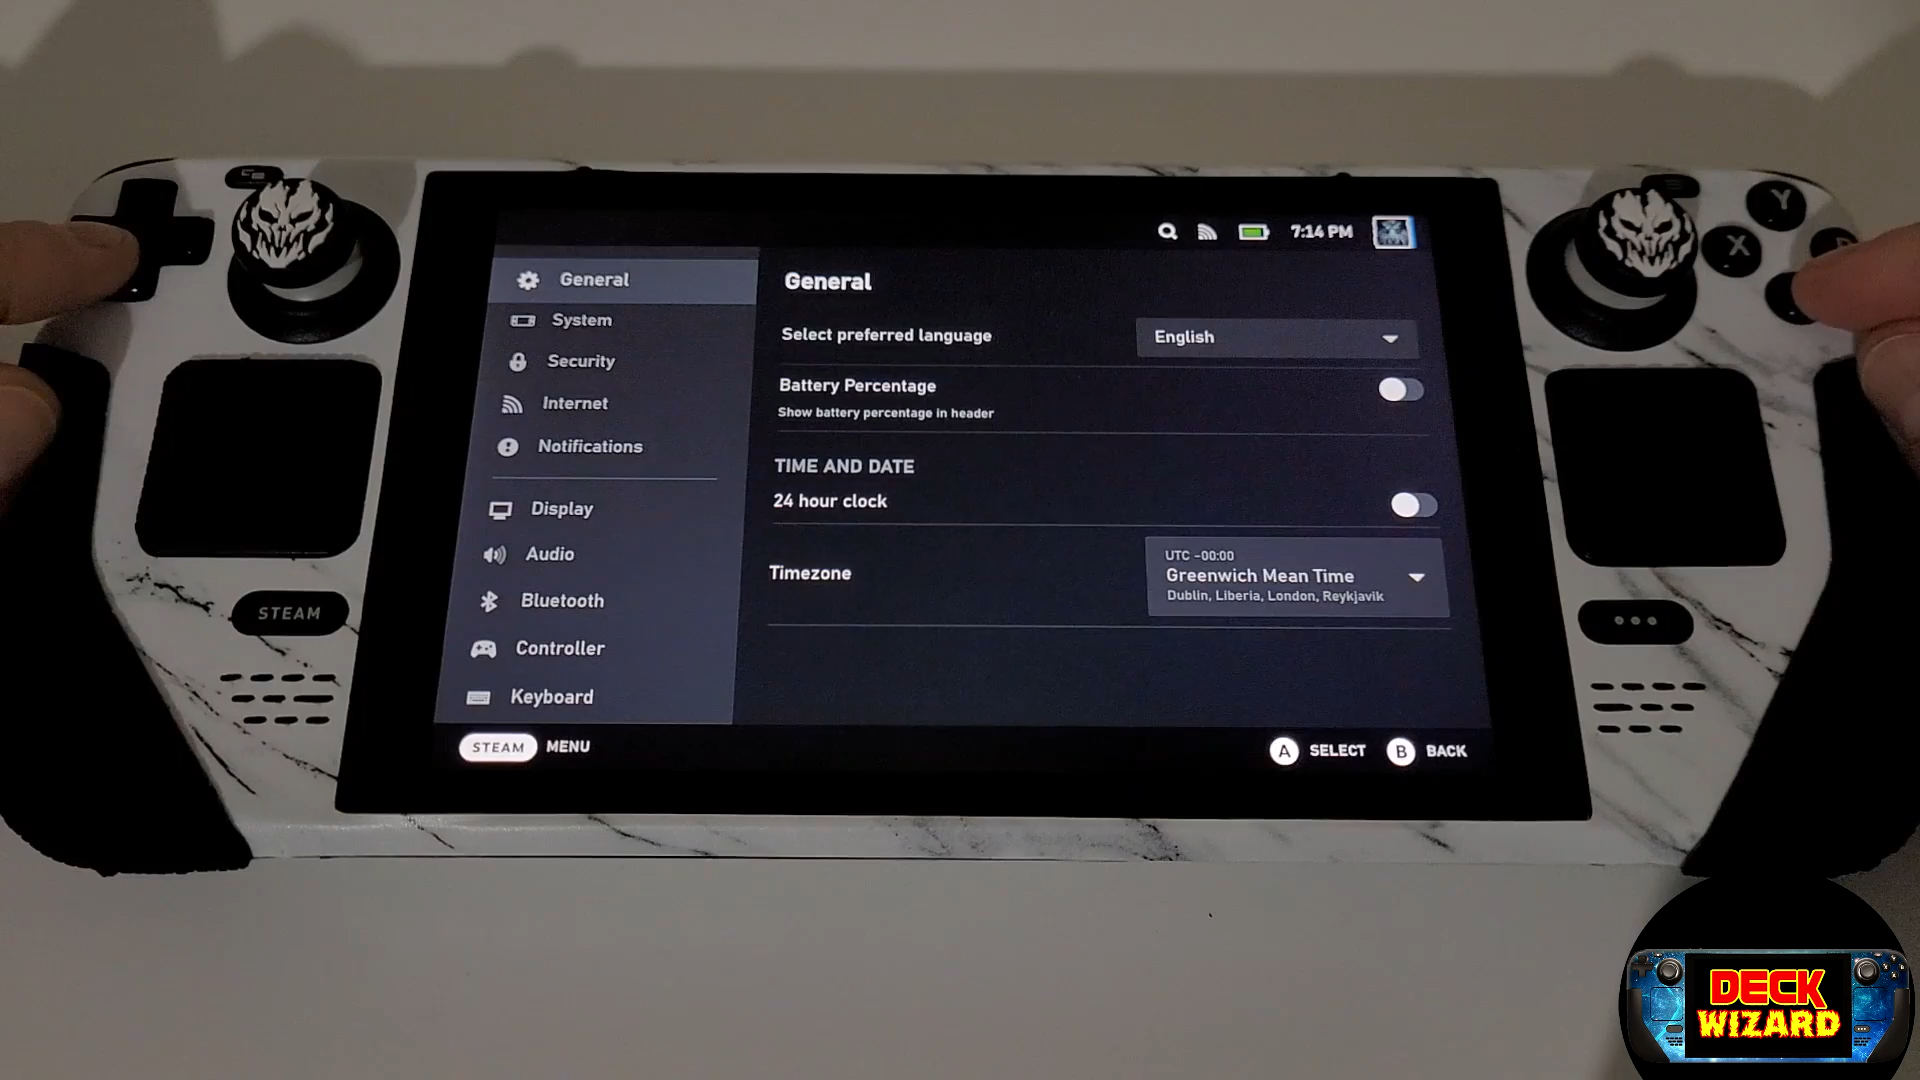 7:14 PM
General
System
Security
Internet
Notifications
Display
Audio
Bluetooth
Controller
Keyboard
General
Select preferred language
English
Battery Percentage
Show battery percentage in header
TIME AND DATE
24 hour clock
Timezone
UTC -00:00
Greenwich Mean Time
Dublin, Liberia, London, Reykjavik
STEAM MENU
A SELECT B BACK
STEAM
Y
X
DECK
WIZARD